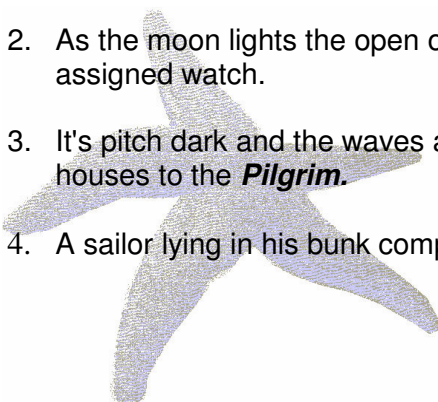 2. As the moon lights the open
assigned watch.
3. It's pitch dark and the waves
houses to the Pilgrim.
4. A sailor lying in his bunk